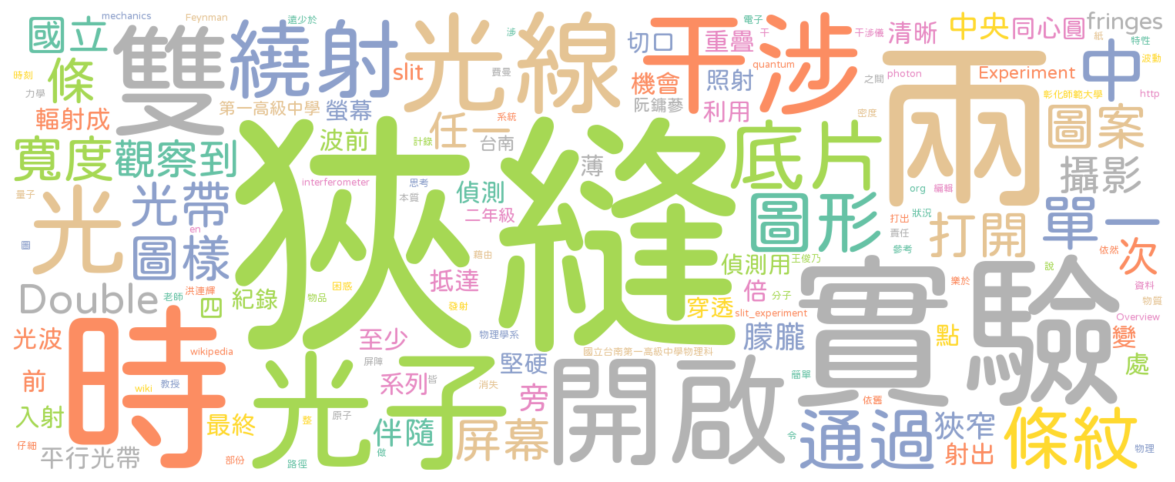 mechanics
Feynman
遠少於
涉
電子
干
干涉儀
紙
特性
國立
雙
繞射
光線
切口
重疊
干涉
清晰
中央
同心圓
fringes
時刻
條
slit
費曼
機會
照射
quantum
之間
photon
Experiment
中
波動
力學
輻射成
第一高級中學
螢幕
任一
系統
阮鏞蓼
利用
兩
彰化師範大學
http
寬度
觀察到
波前
計算
台南
薄
底片
密度
圖案
量子
interferometer
思考
本質
偵測
二年級
攝影
光
光帶
狹縫
圖形
org
編輯
打出
責任
狀況
單一
圖
圖樣
en
抵達
偵測用
王俊乃
參考
打開
依然
說
次
Double
老師
洪連輝
四
紀錄
物品
困惑
藉由
發射
倍
穿透
分子
實驗
樂於
資料
物質
光波
時
wikipedia
至少
物理學系
堅硬
slit_experiment
朦朧
點
變
Overview
處
前
wiki
教授
光子
屏障
系列
皆
消失
旁
國立台南第一高級中學物理科
開啟
簡單
依舊
入射
最終
整
原子
伴隨
屏幕
通過
狹窄
條紋
仔細
平行光帶
部份
路徑
做
令
射出
物理